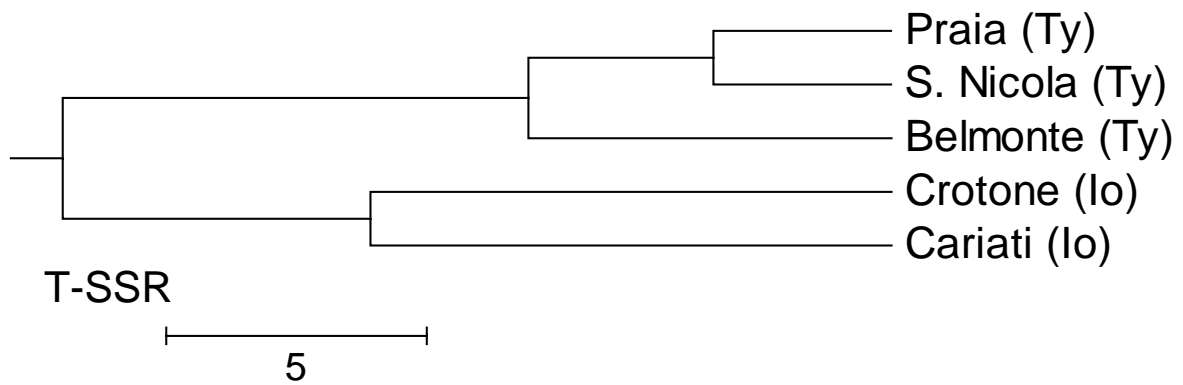 Praia (Ty)
S. Nicola (Ty)
Belmonte (Ty)
Crotone (Io)
Cariati (Io)
T-SSR
5